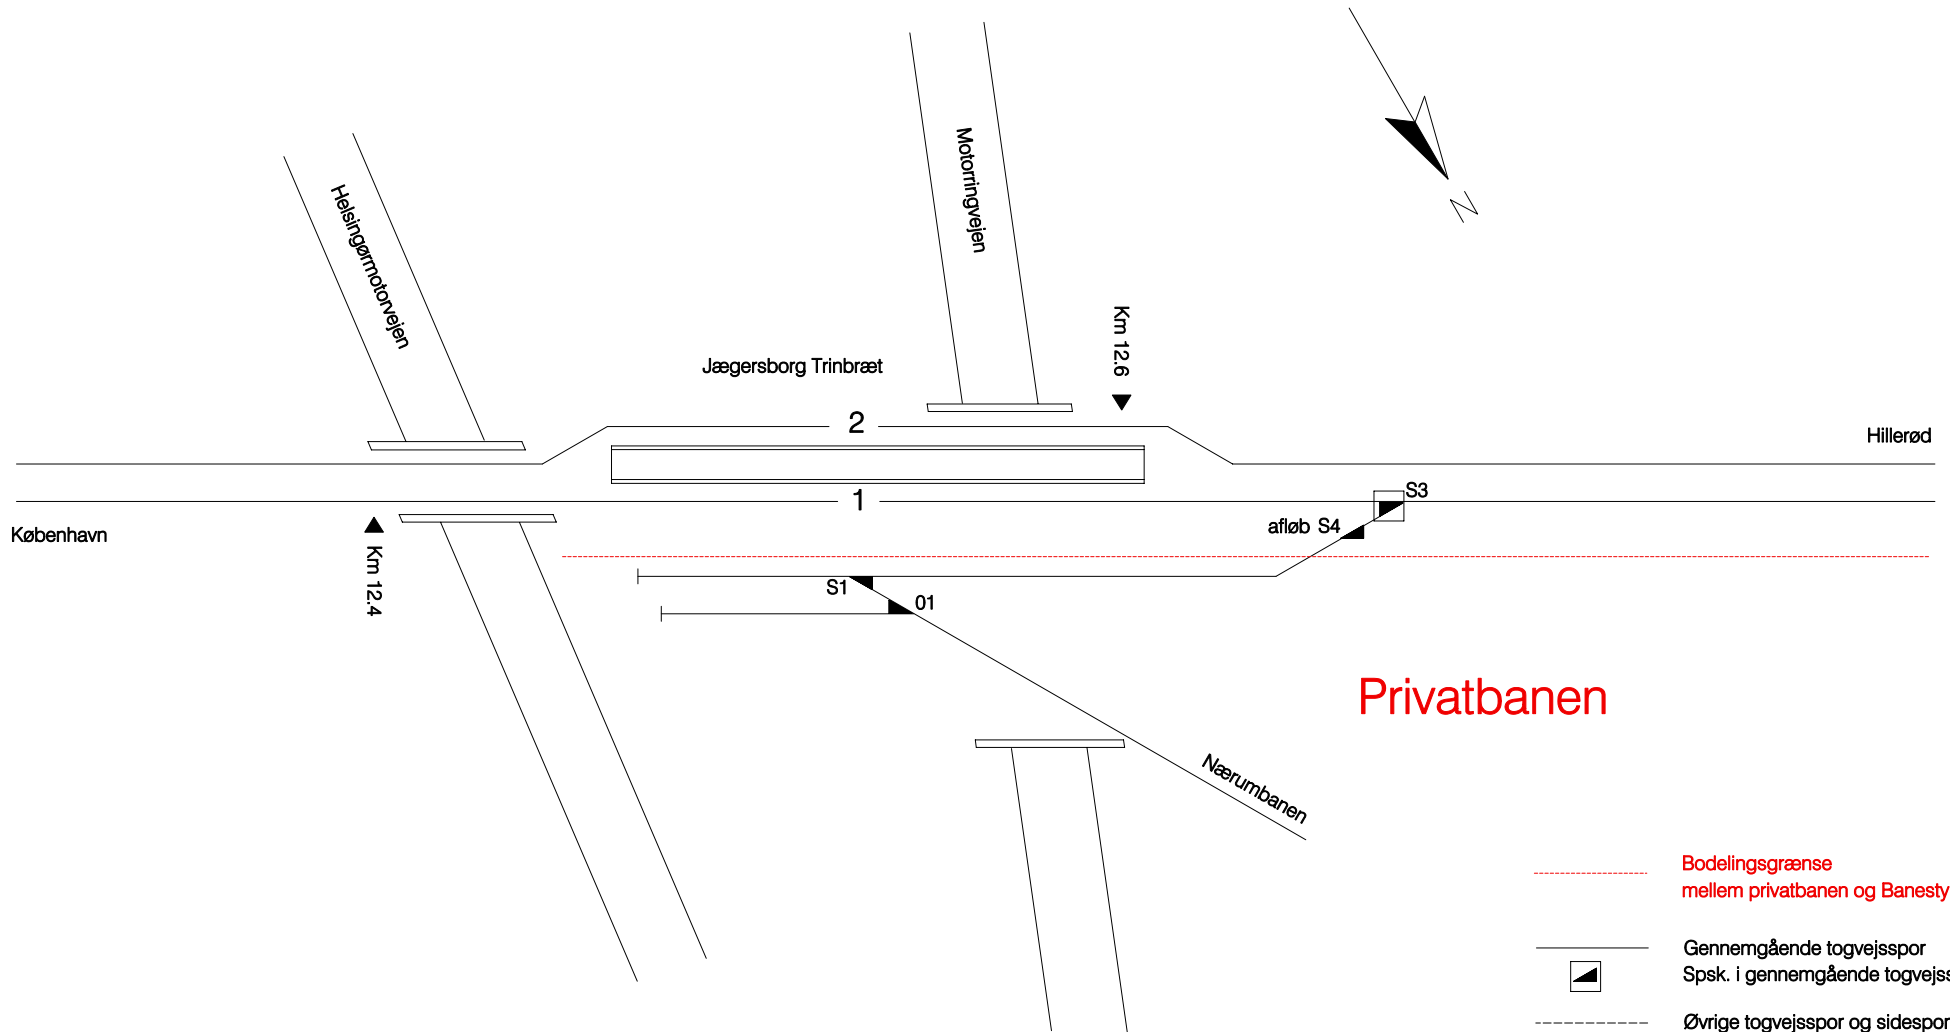 Helsingørmotorvejen
Motorringvejen
N
Km 12.6
Jægersborg Trinbræt
2
Hillerød
1
S3
København
afløb S4
Km 12.4
S1
01
Privatbanen
Nærumbanen
Bodelingsgrænse
mellem privatbanen og Banesty
Gennemgående togvejsspor
Spsk. i gennemgående togvejss
Øvrige togvejsspor og sidespor